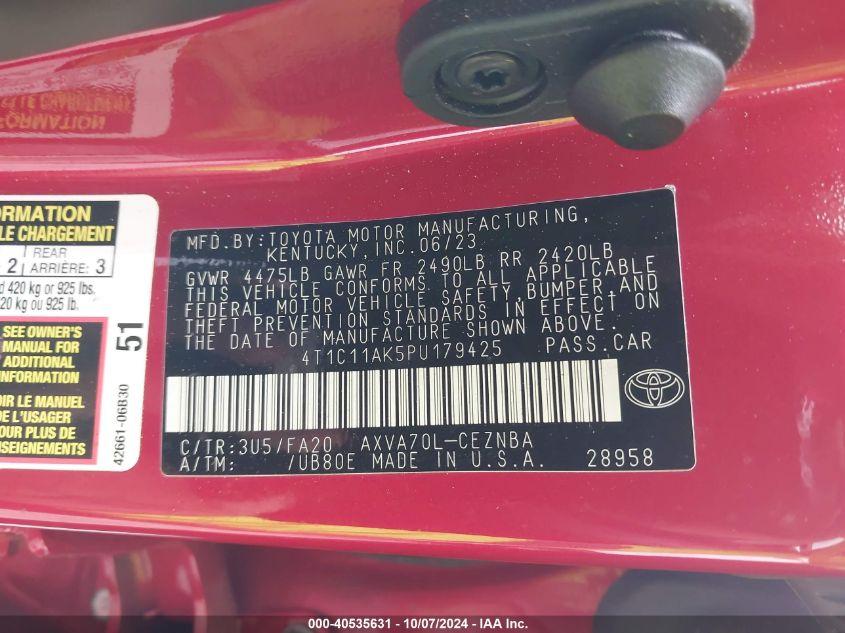 ORMATION
LE CHARGEMENT
2 REAR
ARRIÈRE: 3
420 kg or 925 lbs.
20 kg ou 925 lb.
SEE OWNER'S
MANUAL FOR
ADDITIONAL
INFORMATION
OIR LE MANUEL
DE L'USAGER
POUR PLUS DE
51
42661-06B30
MFD. BY: TOYOTA MOTOR MANUFACTURING,
KENTUCKY, INC. 06/23
GVWR 4475LB GAWR FR 2490LB RR 2420LB
THIS VEHICLE CONFORMS TO ALL APPLICABLE
FEDERAL MOTOR VEHICLE SAFETY, BUMPER, AND
THEFT PREVENTION STANDARDS IN EFFECT ON
THE DATE OF MANUFACTURE SHOWN ABOVE.
4T1C11AK5PU179425 PASS. CAR
C/TR: 3U5/FA20 AXVA70L-CEZNBA
A/TM: /UB80E MADE IN U.S.A. 28958
000-40535631 - 10/07/2024 - IAA Inc.